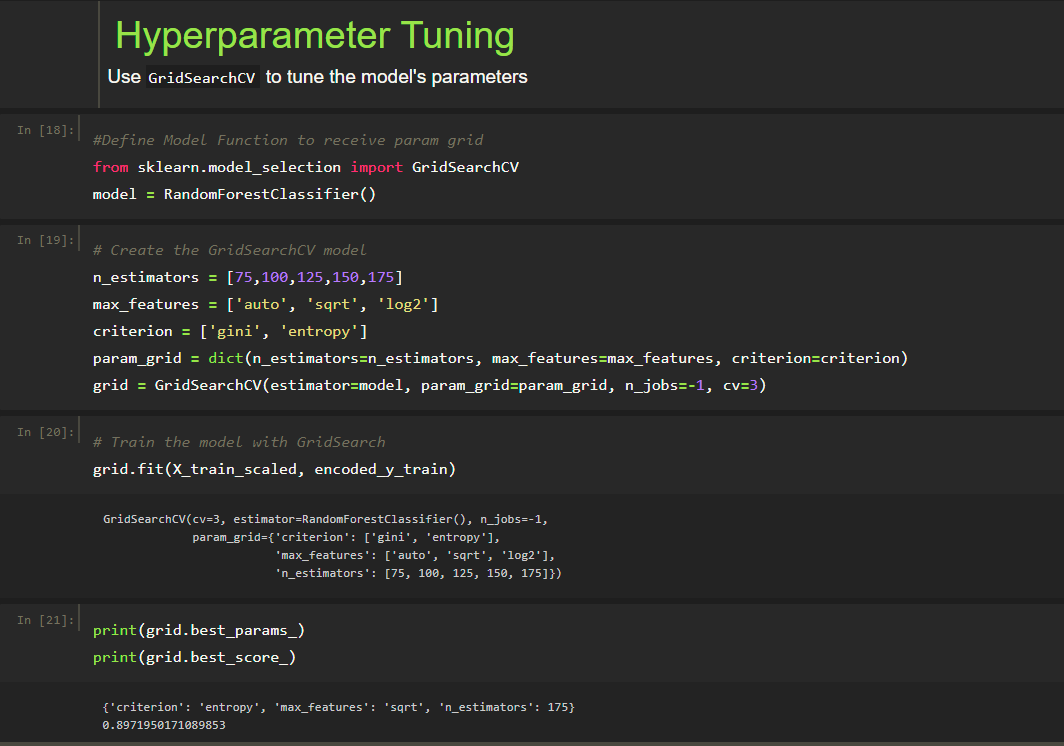 Hyperparameter Tuning
Use GridSearchCV to tune the model's parameters
In [18]:
#Define Model Function to receive param grid
from sklearn.model_selection import GridSearchCV
model = RandomForestClassifier()
In [19]:
# Create the GridSearchCV model
n_estimators = [75,100,125,150,175]
max_features = ['auto', 'sqrt', 'log2']
criterion = ['gini', 'entropy']
param_grid = dict(n_estimators=n_estimators, max_features=max_features, criterion=criterion)
grid = GridSearchCV(estimator=model, param_grid=param_grid, n_jobs=-1, cv=3)
In [20]:
# Train the model with GridSearch
grid.fit(X_train_scaled, encoded_y_train)
GridSearchCV(cv=3, estimator=RandomForestClassifier(), n_jobs=-1,
param_grid={'criterion': ['gini', 'entropy'],
'max_features': ['auto', 'sqrt', 'log2'],
'n_estimators': [75, 100, 125, 150, 175]})
In [21]:
print(grid.best_params_)
print(grid.best_score_)
{'criterion': 'entropy', 'max_features': 'sqrt', 'n_estimators': 175}
0.8971950171089853